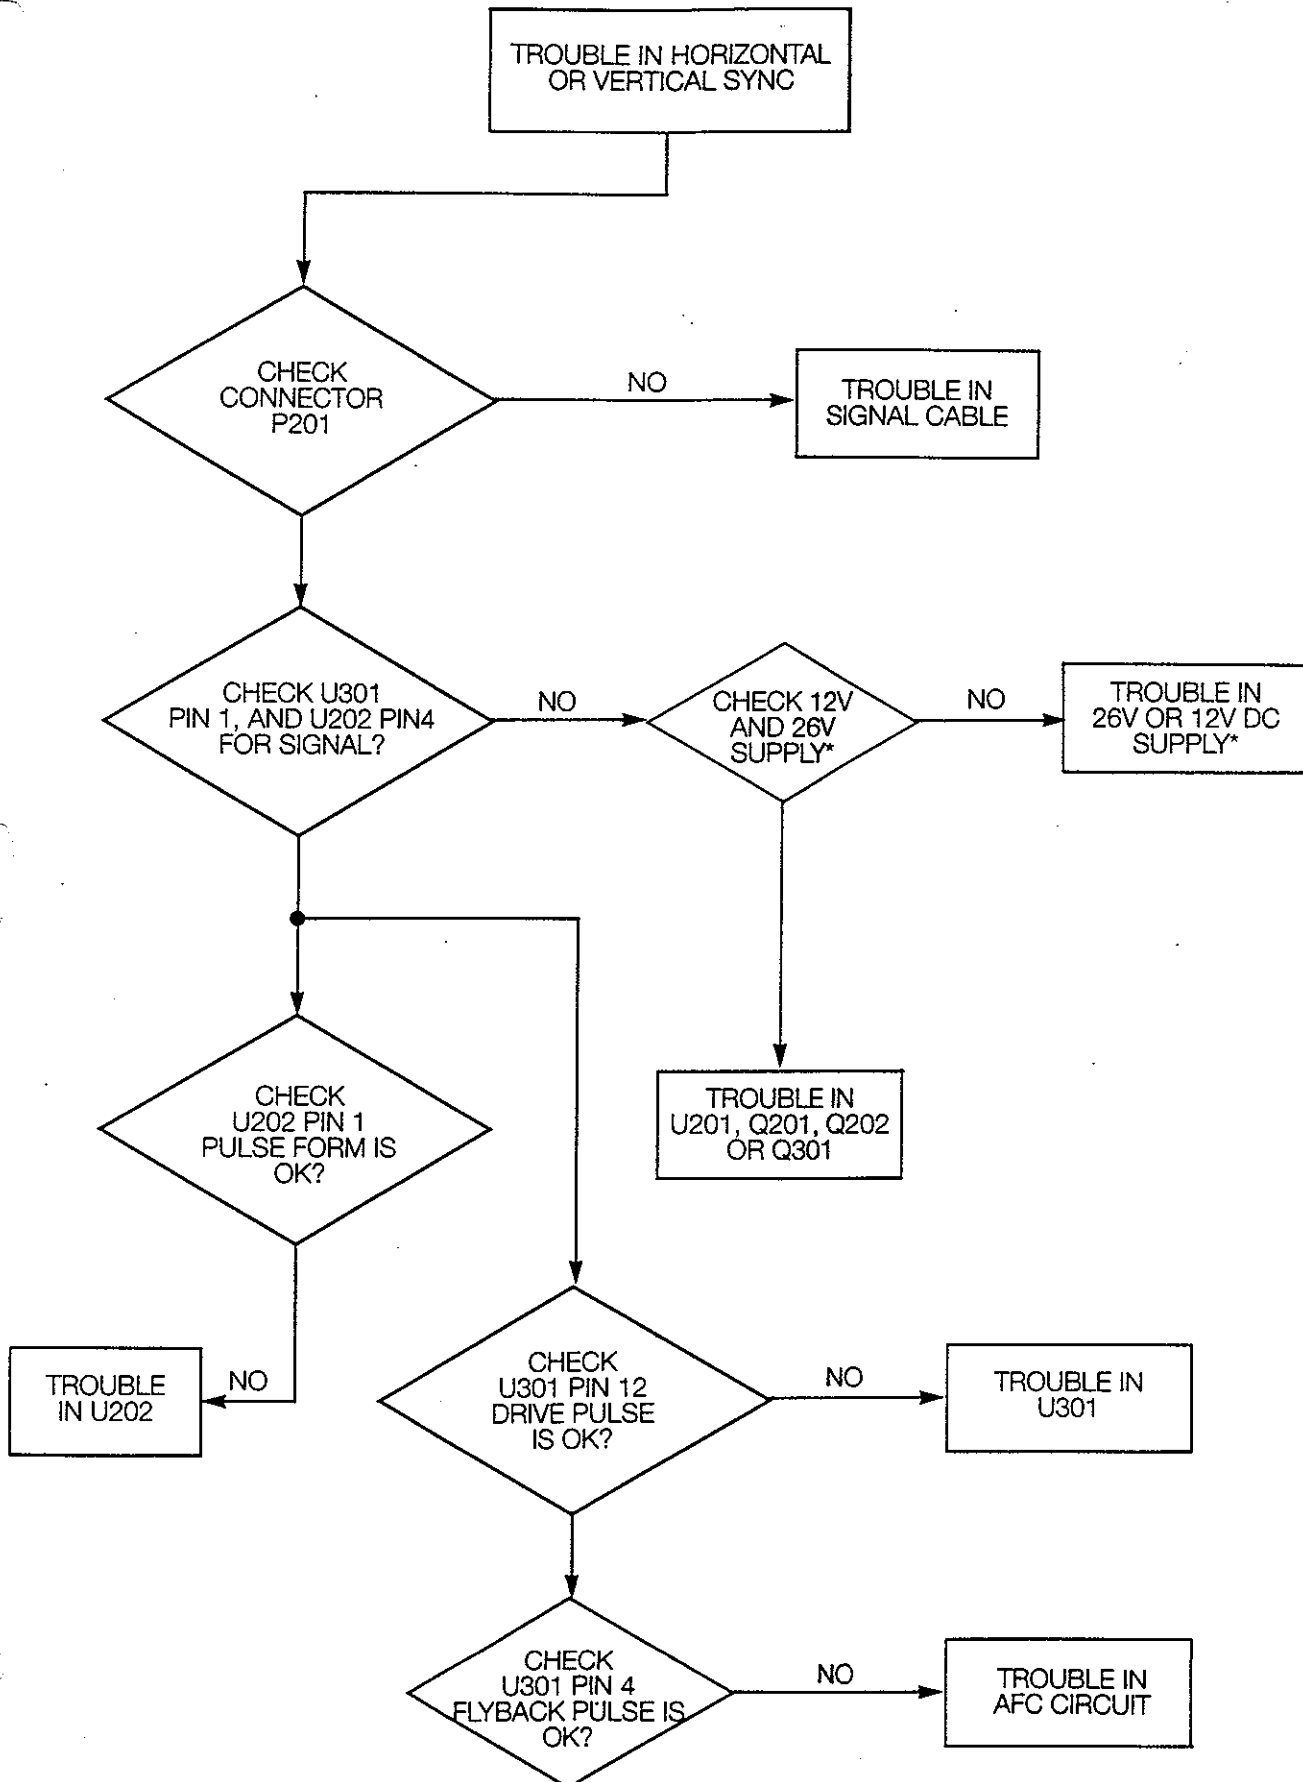 TROUBLE IN HORIZONTAL
OR VERTICAL SYNC
CHECK
CONNECTOR
P201
NO
TROUBLE IN
SIGNAL CABLE
CHECK U301
PIN 1, AND U202 PIN4
FOR SIGNAL?
NO
CHECK 12V
AND 26V
SUPPLY*
NO
TROUBLE IN
26V OR 12V DC
SUPPLY*
CHECK
U202 PIN 1
PULSE FORM IS
OK?
TROUBLE IN
U201, Q201, Q202
OR Q301
TROUBLE
IN U202
NO
CHECK
U301 PIN 12
DRIVE PULSE
IS OK?
NO
TROUBLE IN
U301
CHECK
U301 PIN 4
FLYBACK PULSE IS
OK?
NO
TROUBLE IN
AFC CIRCUIT